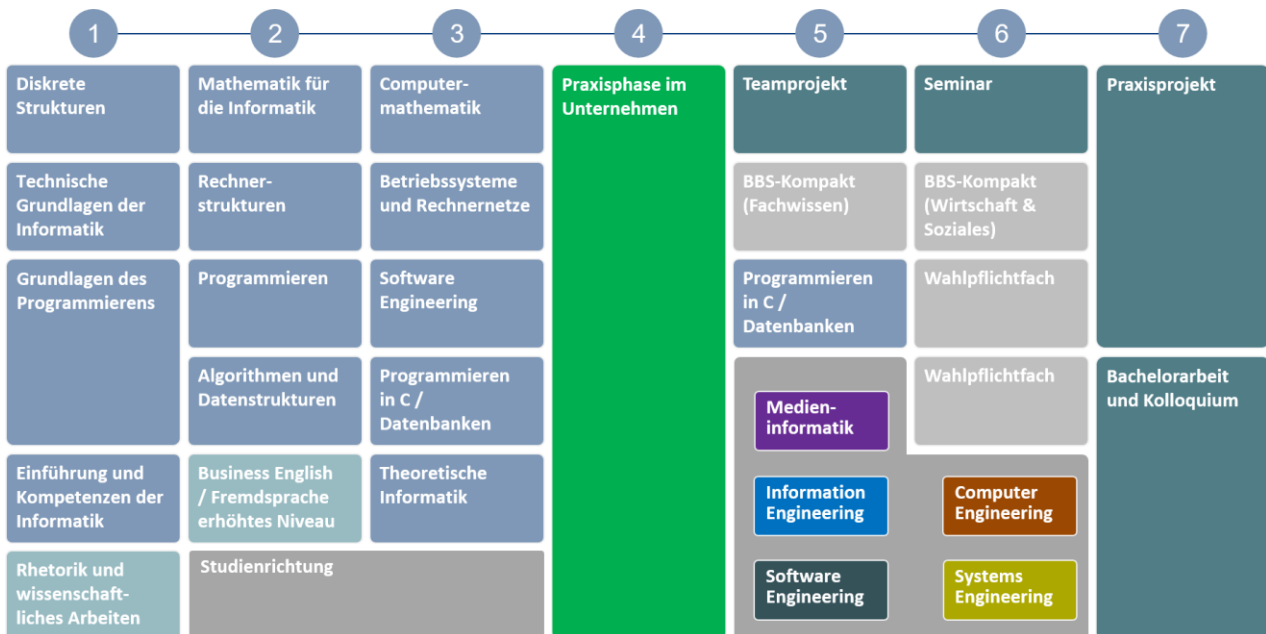 1
2
3
4
5
6
7
Diskrete
Strukturen
Technische
Grundlagen der
Informatik
Grundlagen des
Programmierens
Einführung und
Kompetenzen der
Informatik
Rhetorik und
wissenschaft-
liches Arbeiten
Mathematik für
die Informatik
Rechner-
strukturen
Programmieren
Algorithmen und
Datenstrukturen
Business English
/ Fremdsprache
erhöhtes Niveau
Studienrichtung
Computer-
mathematik
Betriebssysteme
und Rechnernetze
Software
Engineering
Programmieren
in C /
Datenbanken
Theoretische
Informatik
Praxisphase im
Unternehmen
Teamprojekt
BBS-Kompakt
(Fachwissen)
Programmieren
in C /
Datenbanken
Medien-
informatik
Information
Engineering
Software
Engineering
Seminar
BBS-Kompakt
(Wirtschaft &
Soziales)
Wahlpflichtfach
Wahlpflichtfach
Computer
Engineering
Systems
Engineering
Praxisprojekt
Bachelorarbeit
und Kolloquium